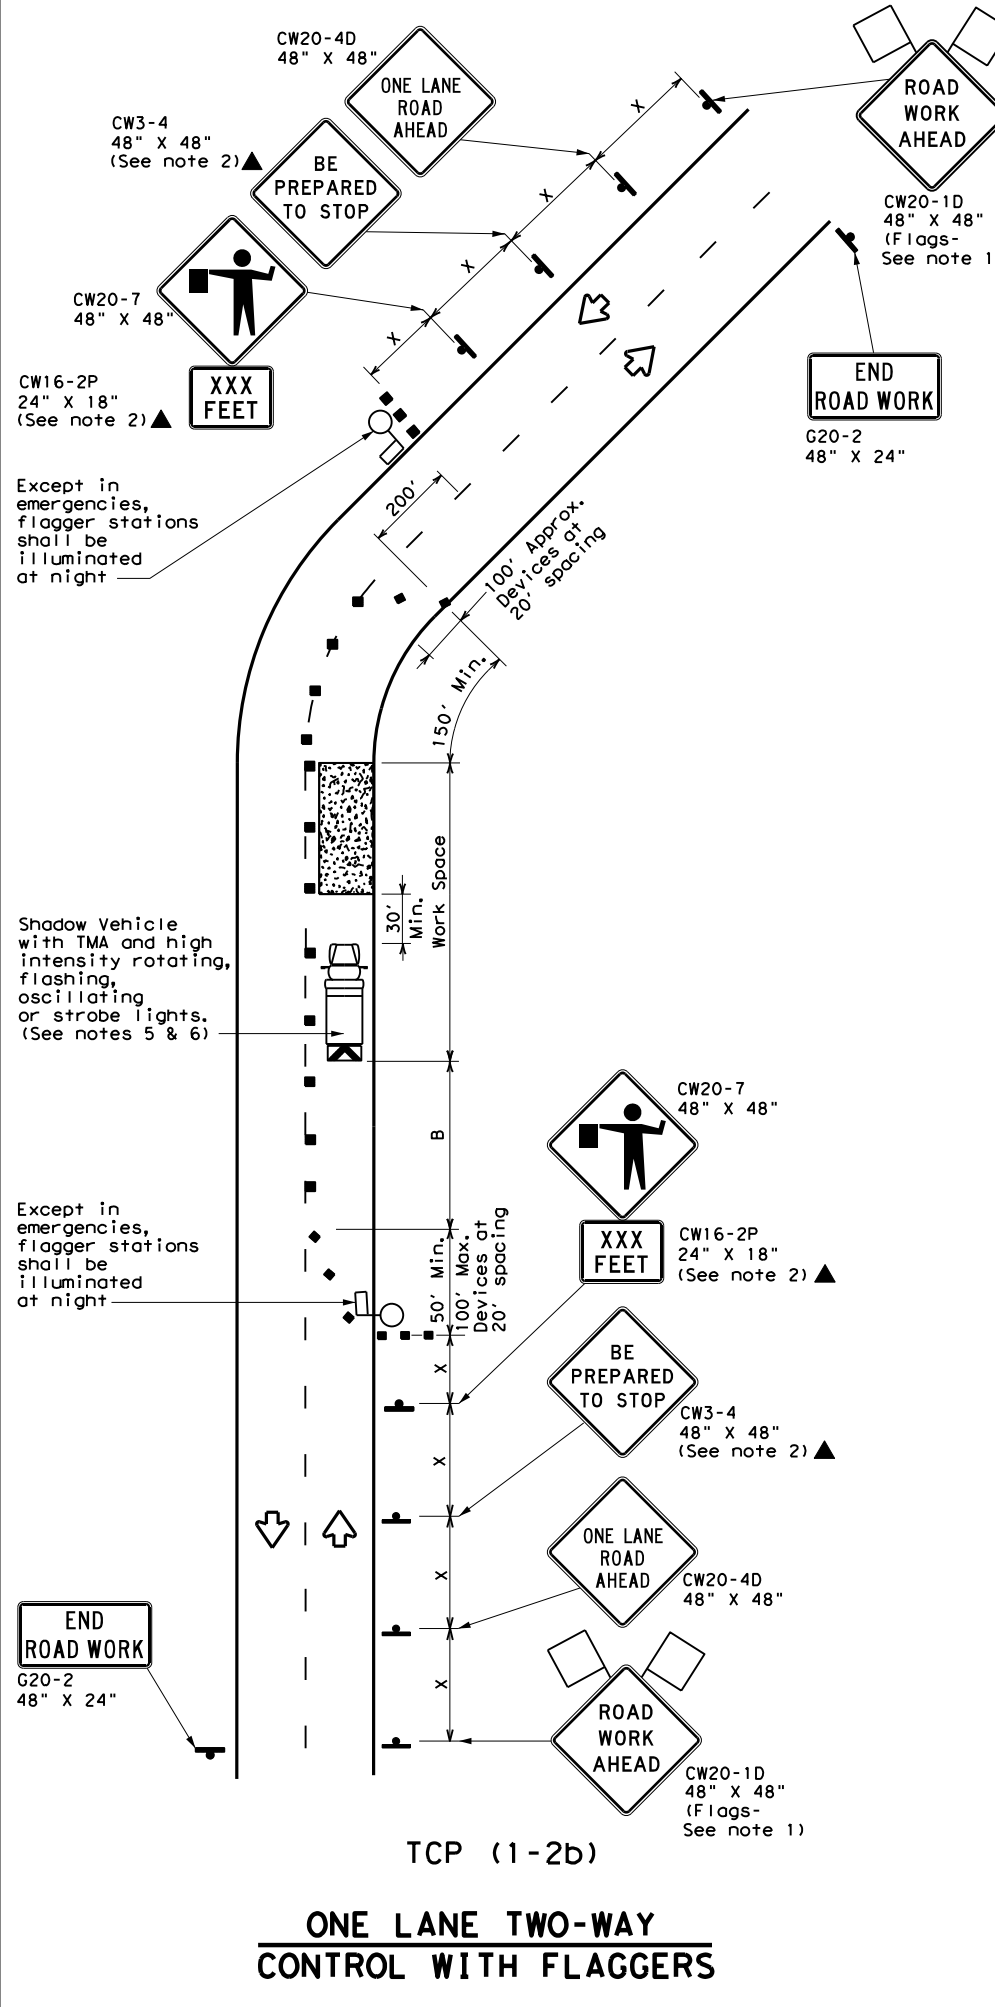 CW20-4D
48" X 48"
ONE LANE
ROAD
AHEAD
X
ROAD
WORK
AHEAD
CW20-1D
48" X 48"
(Flags-
See note 1
CW3-4
48" X 48"
(See note 2)
BE
PREPARED
TO STOP
X
X
X
CW20-7
48" X 48"
CW16-2P
24" X 18"
(See note 2)
XXX
FEET
END
ROAD WORK
G20-2
48" X 24"
Except in
emergencies,
flagger stations
shall be
illuminated
at night
200'
100' Approx.
Devices at
20' spacing
150' Min.
Work Space
30'
Min.
Shadow Vehicle
with TMA and high
intensity rotating,
flashing,
oscillating
or strobe lights.
(See notes 5 & 6)
B
CW20-7
48" X 48"
XXX
FEET
CW16-2P
24" X 18"
(See note 2)
Except in
emergencies,
flagger stations
shall be
illuminated
at night
50' Min.
100' Max.
Devices at
20' spacing
X
BE
PREPARED
TO STOP
CW3-4
48" X 48"
(See note 2)
X
ONE LANE
ROAD
AHEAD
CW20-4D
48" X 48"
X
END
ROAD WORK
G20-2
48" X 24"
X
ROAD
WORK
AHEAD
CW20-1D
48" X 48"
(Flags-
See note 1)
TCP (1-2b)
ONE LANE TWO-WAY
CONTROL WITH FLAGGERS